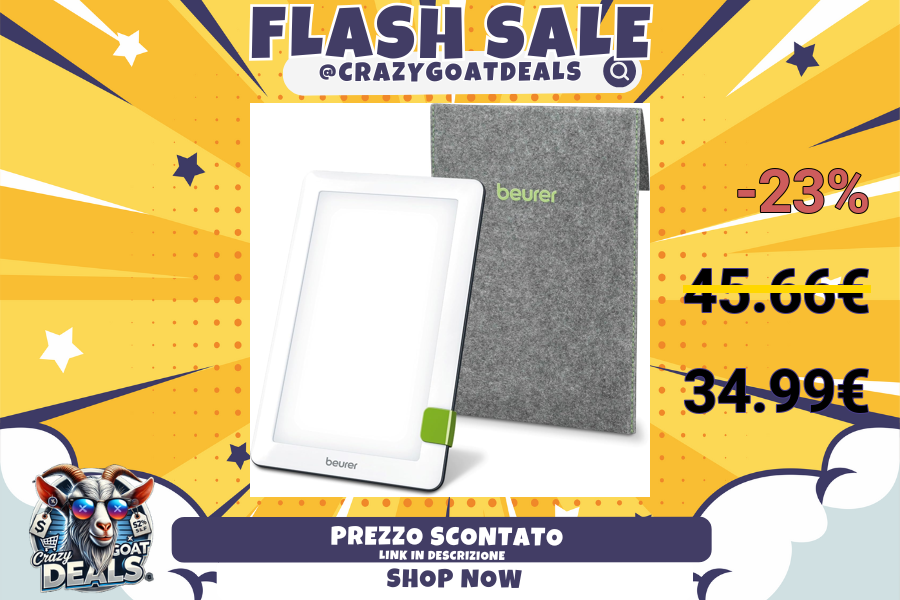 FLASH SALE
@CRAZYGOATDEALS
beurer
-23%
45.66€
34.99€
beurer
PREZZO SCONTATO
LINK IN DESCRIZIONE
SHOP NOW
$
Crazy
GOAT
DEALS